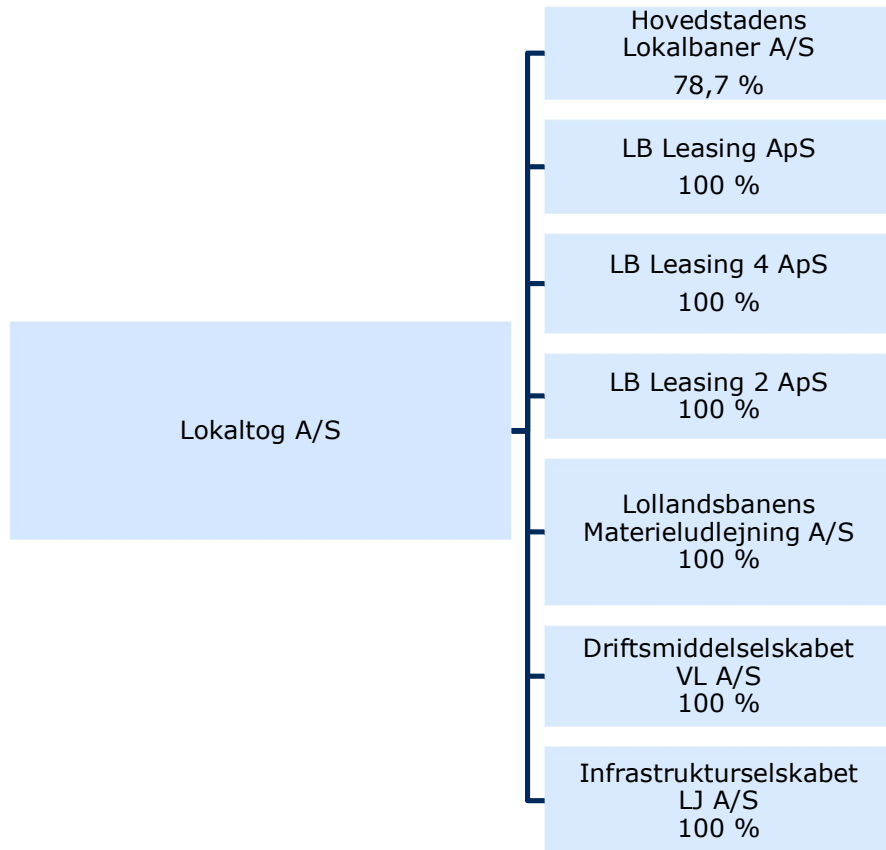 Hovedstadens
Lokalbaner A/S
78,7 %
LB Leasing ApS
100 %
LB Leasing 4 ApS
100 %
LB Leasing 2 ApS
100 %
Lokaltog A/S
Lollandsbanens
Materieludlejning A/S
100 %
Driftsmiddelselskabet
VL A/S
100 %
Infrastrukturselskabet
LJ A/S
100 %